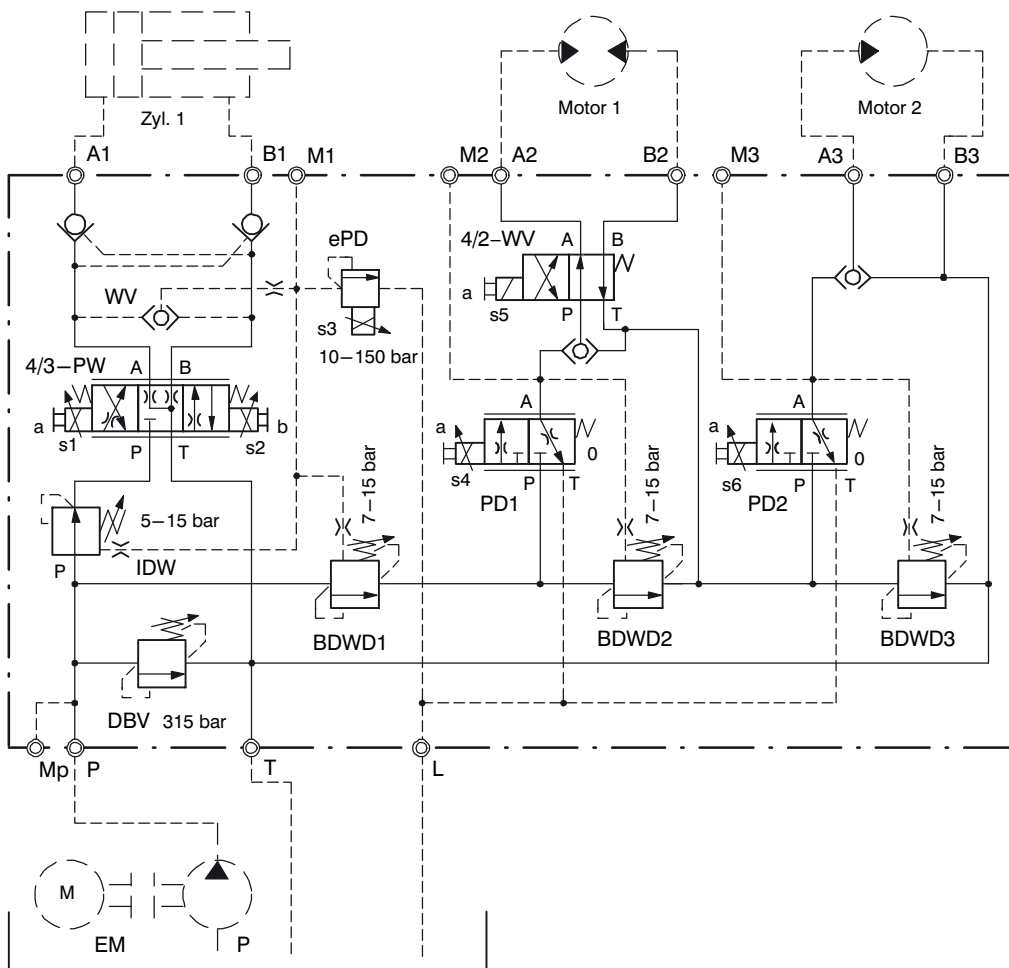 Zyl. 1
Motor 1
Motor 2
A1
B1
M1
M2
A2
B2
M3
A3
B3
ePD
4/2–WV
A
B
a
s5
P
T
WV
s3
10–150 bar
4/3–PW
A
B
a
s1
s2
b
P
T
A
a
s4
0
P
T
PD1
A
a
s6
0
P
T
PD2
7–15 bar
7–15 bar
7–15 bar
5–15 bar
P
IDW
BDWD1
BDWD2
BDWD3
DBV 315 bar
Mp
P
T
L
M
EM
P